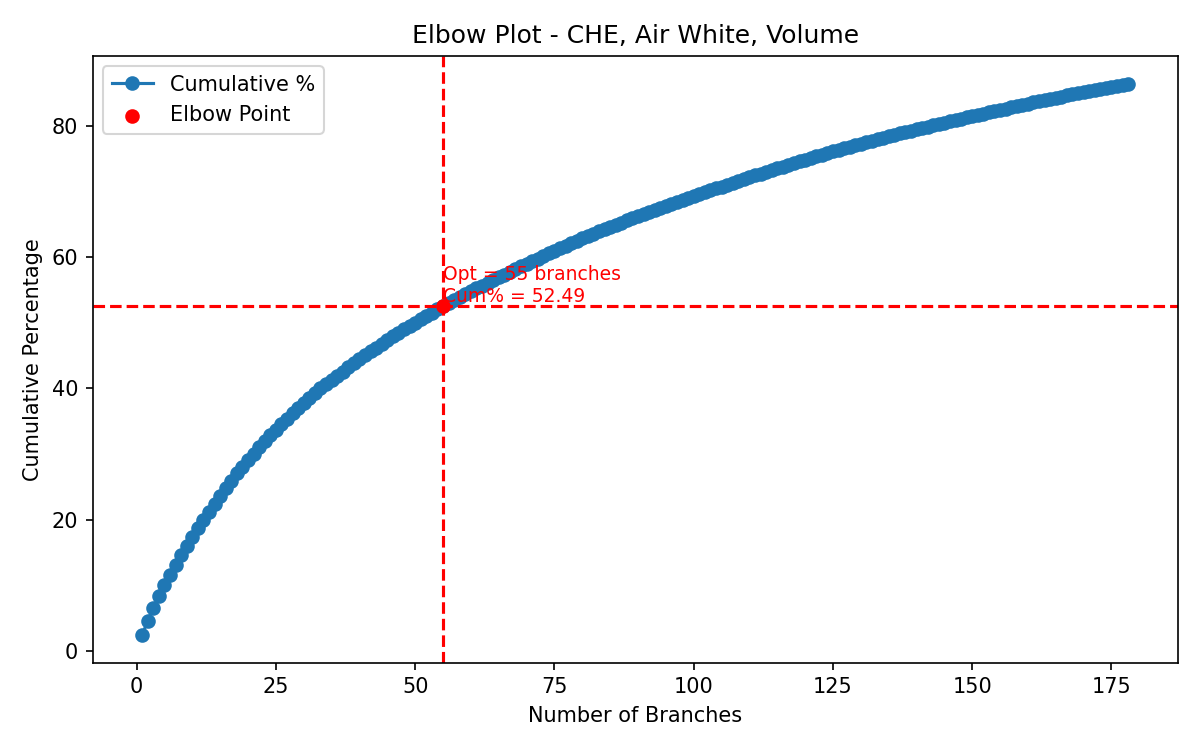 Elbow Plot - CHE, Air White, Volume
Cumulative %
Elbow Point
Opt = 55 branches
Cum% = 52.49
Cumulative Percentage
80
60
40
20
0
0 25 50 75 100 125 150 175
Number of Branches